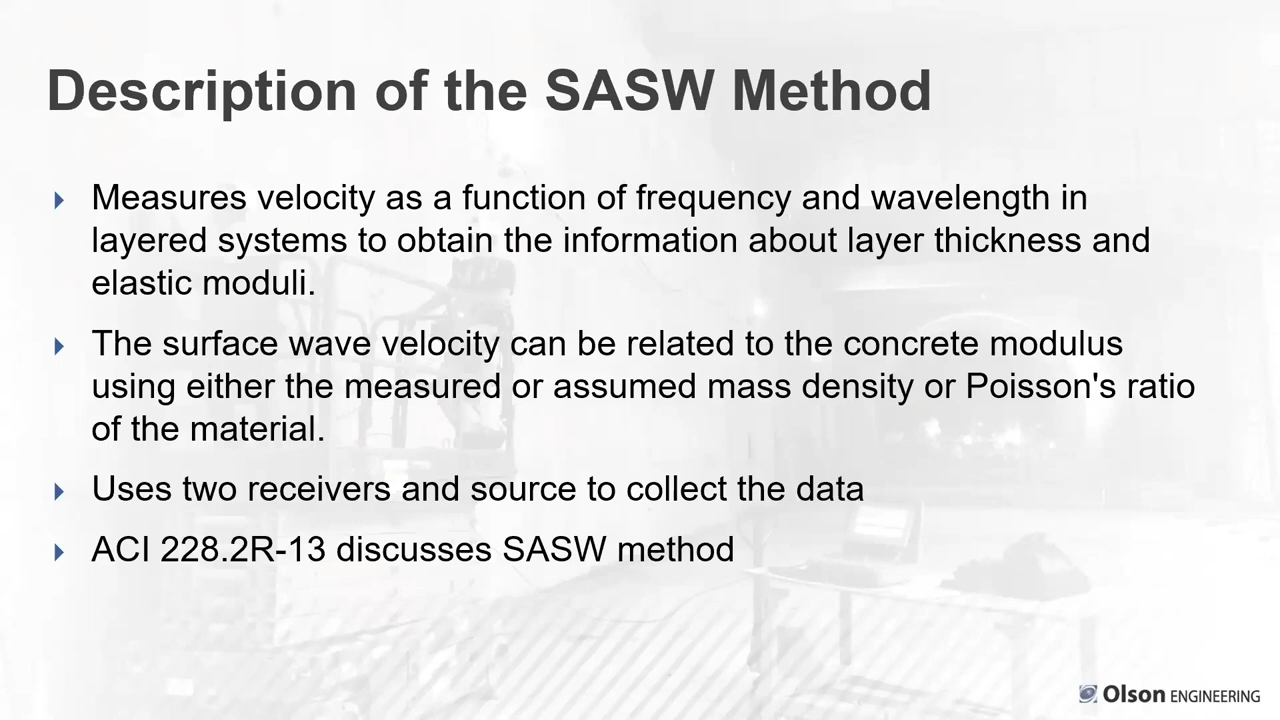 Description of the SASW Method
Measures velocity as a function of frequency and wavelength in
layered systems to obtain the information about layer thickness and
elastic moduli.
The surface wave velocity can be related to the concrete modulus
using either the measured or assumed mass density or Poisson's ratio
of the material.
Uses two receivers and source to collect the data
ACI 228.2R-13 discusses SASW method
Olson ENGINEERING